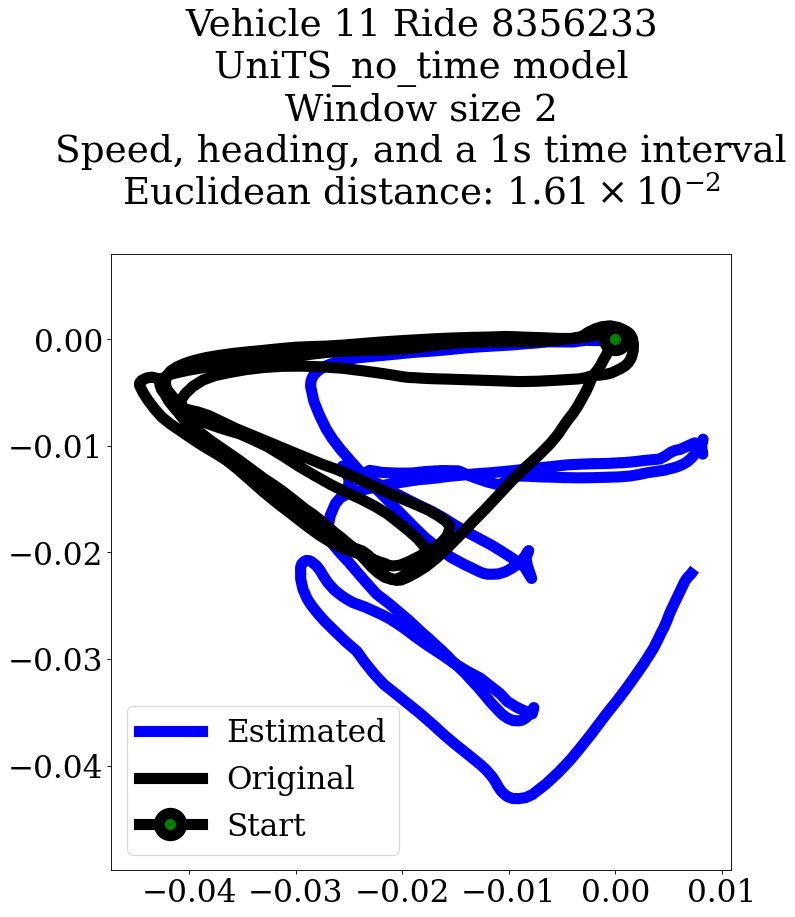 Vehicle 11 Ride 8356233
UniTS_no_time model
Window size 2
Speed, heading, and a 1s time interval
Euclidean distance: 1.61 × 10⁻²
0.00
−0.01
−0.02
−0.03
−0.04
Estimated
Original
Start
−0.04 −0.03 −0.02 −0.01 0.00 0.01